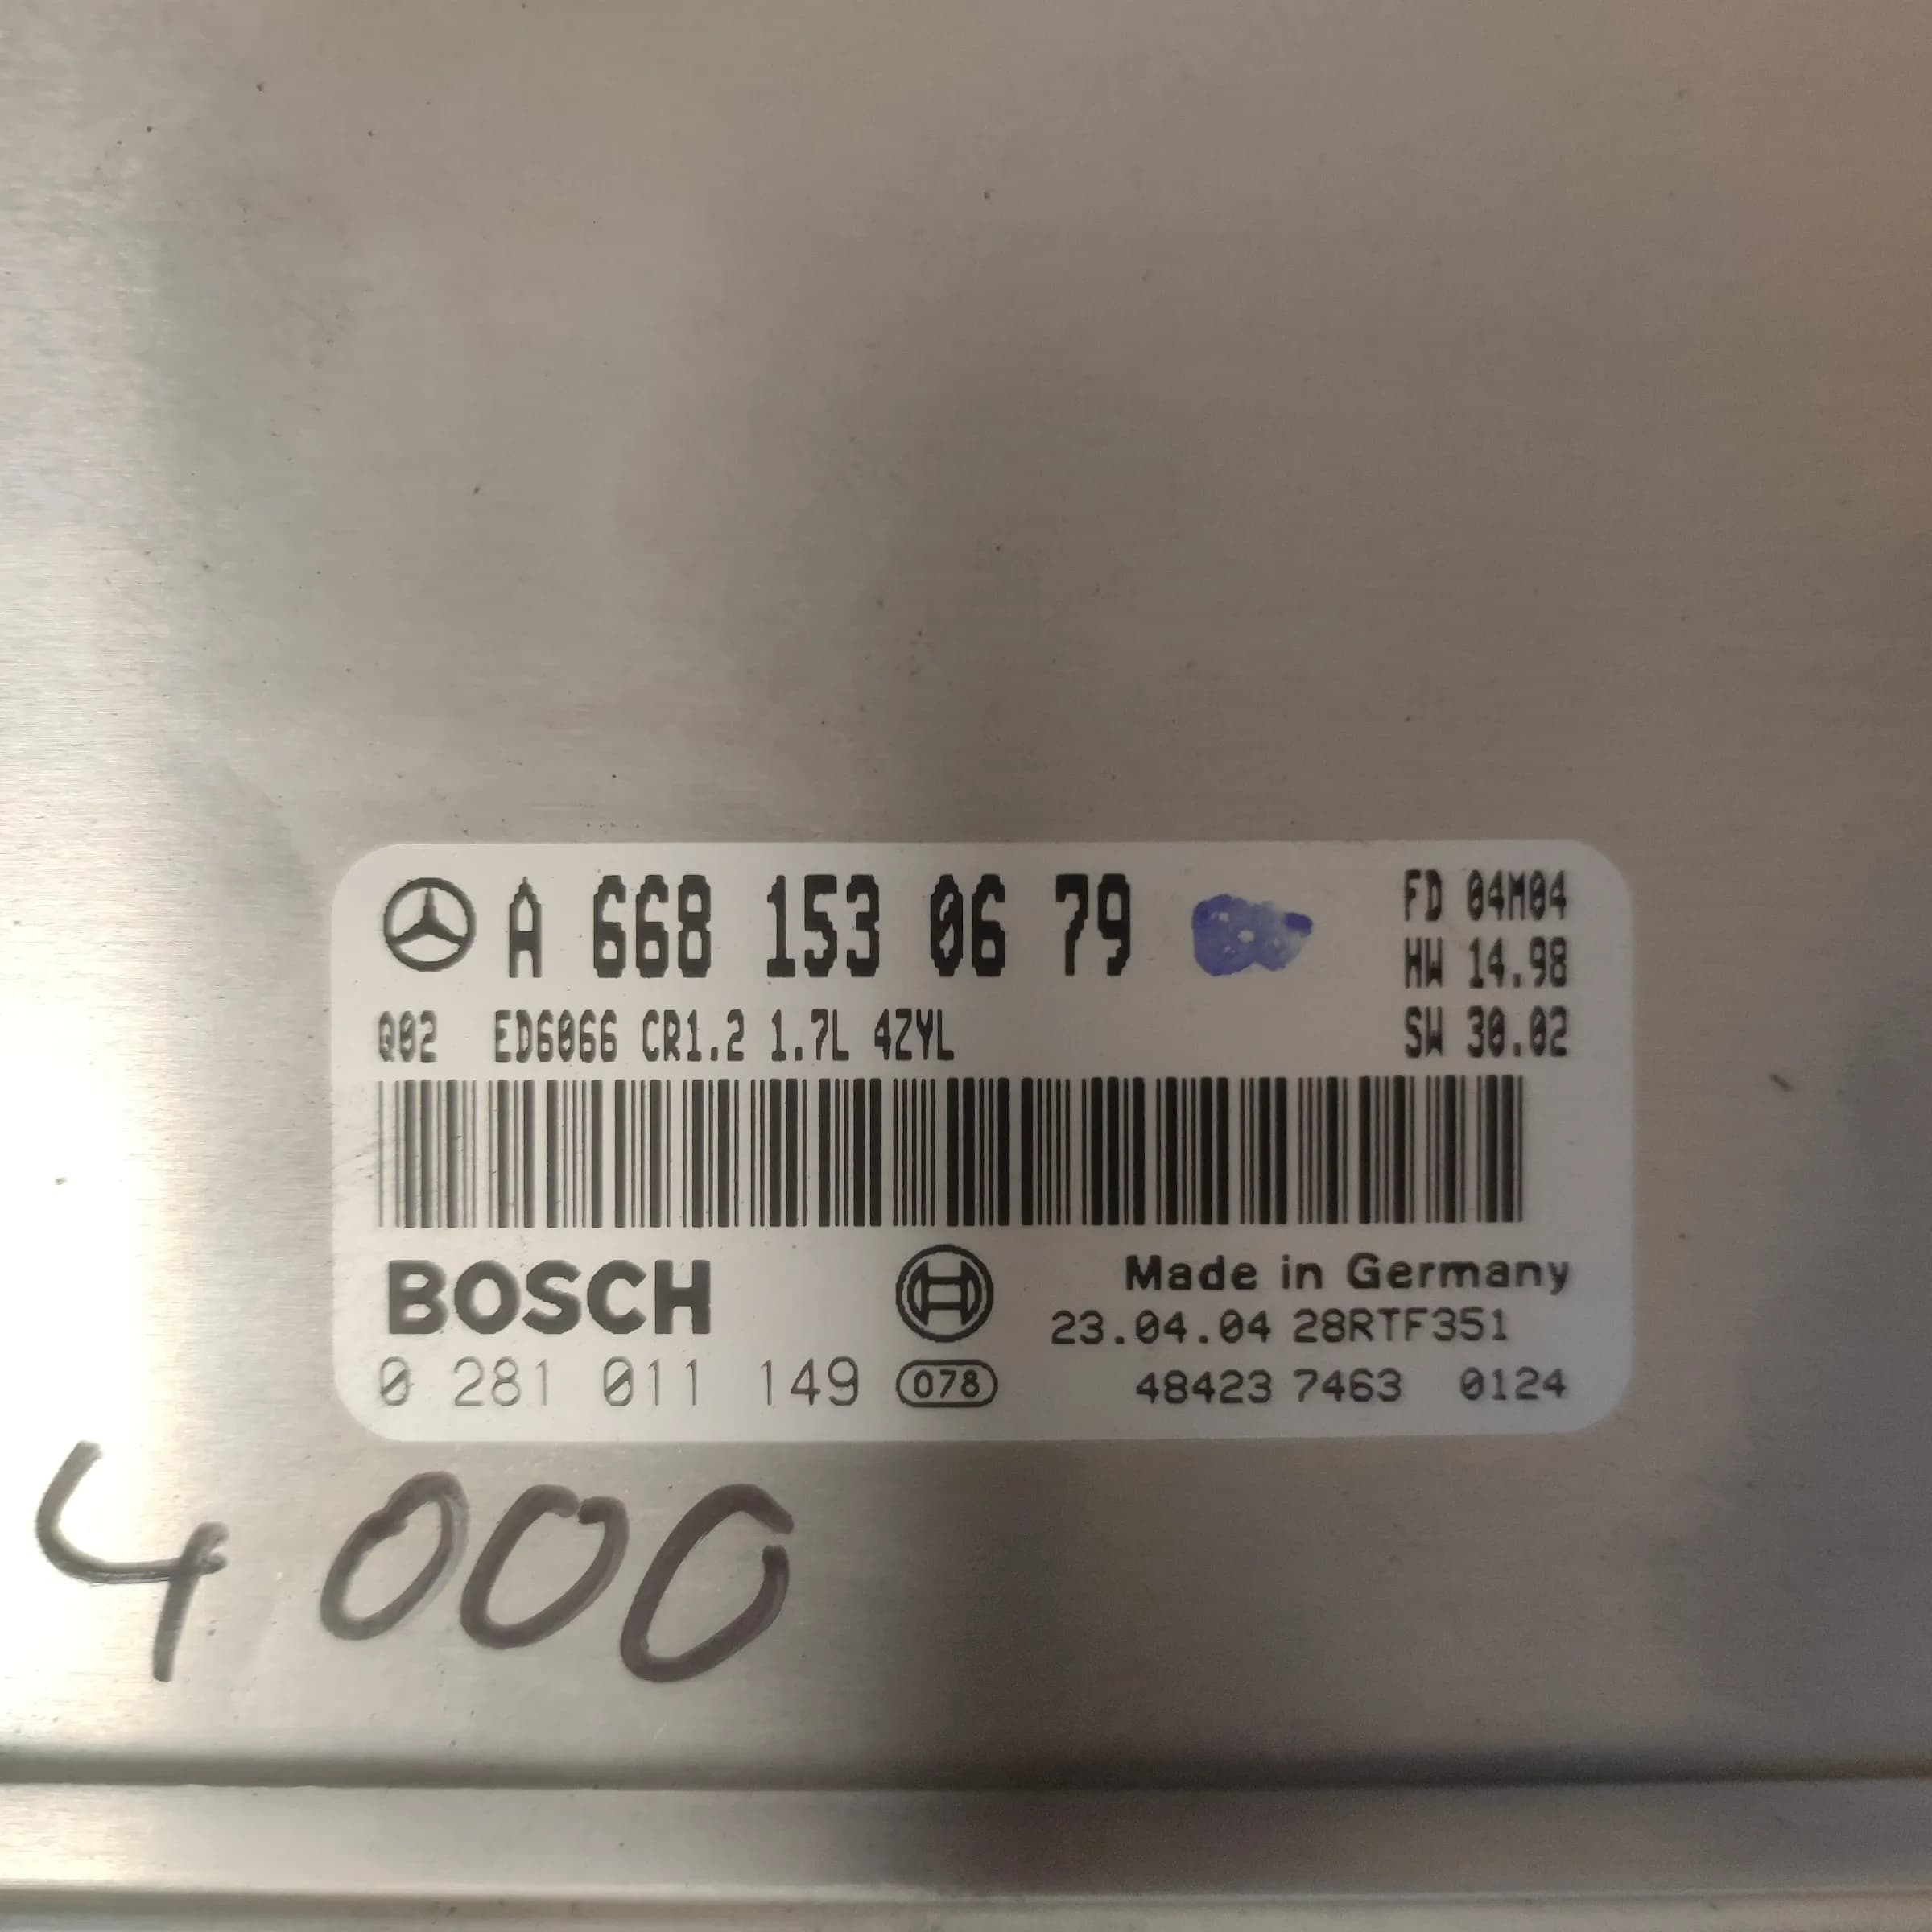 A 668 153 06 79
FD 04M04
HW 14.98
Q02 ED6066 CR1.2 1.7L 4ZYL
SW 30.02
BOSCH
Made in Germany
23.04.04 28RTF351
0 281 011 149 078
48423 7463 0124
4000